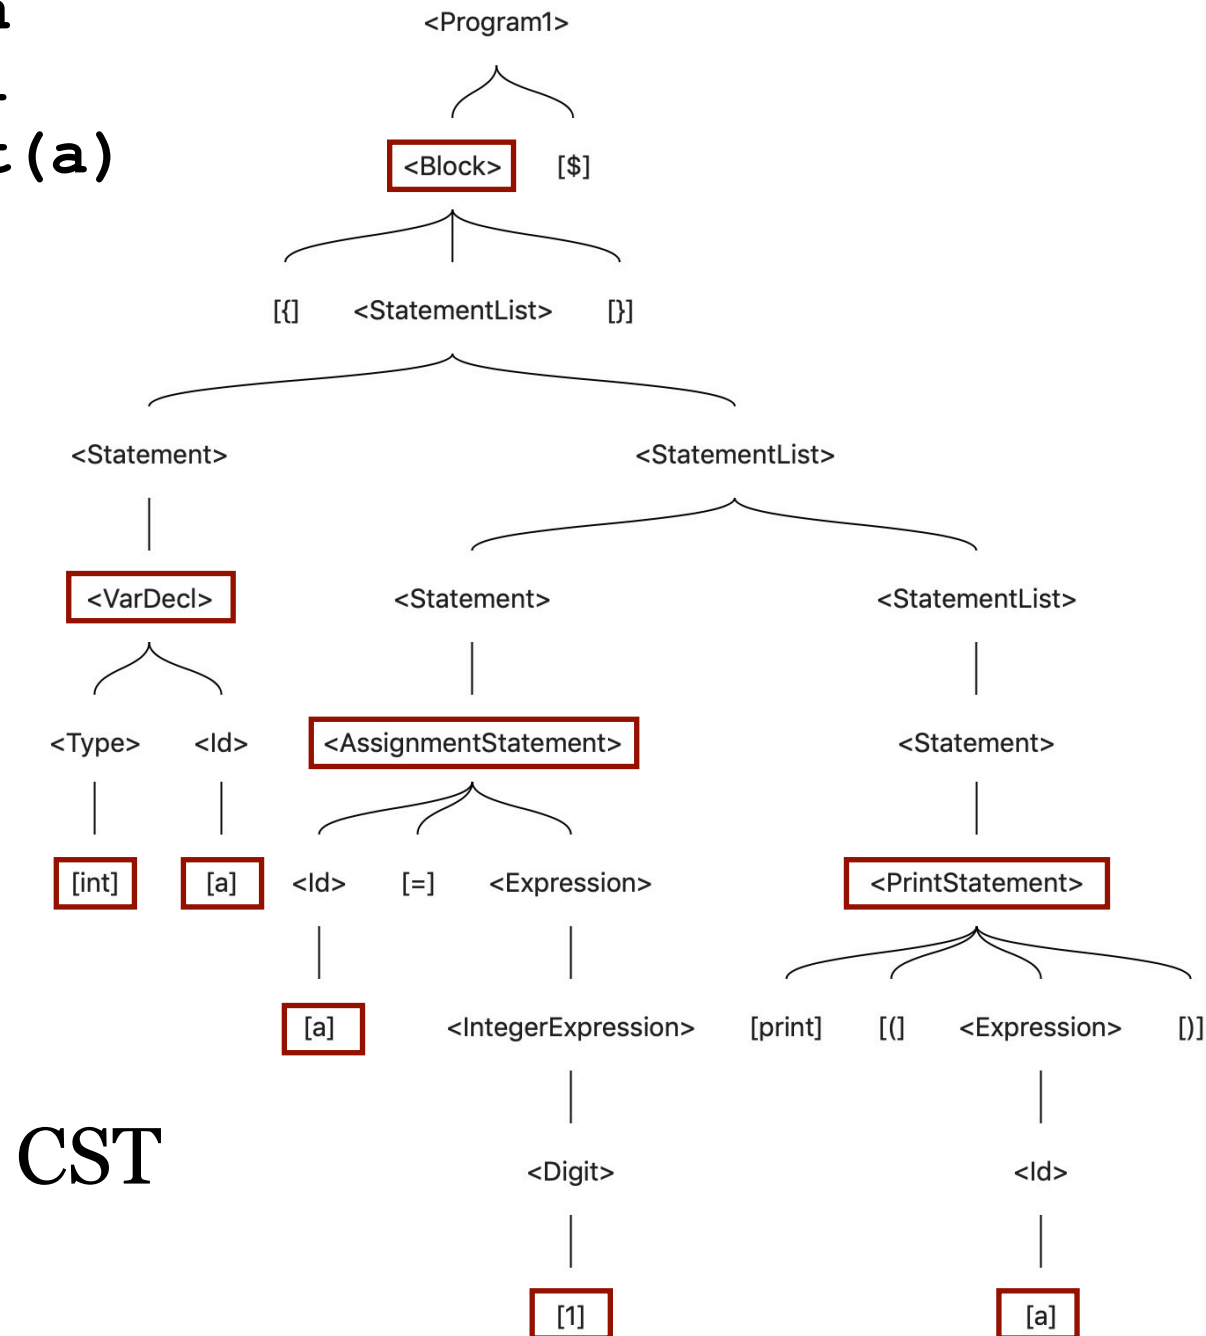 <Program1>
t(a)
<Block> [$]
[{] <StatementList> [}]
<Statement> <StatementList>
<VarDecl> <Statement> <StatementList>
<Type> <Id> <AssignmentStatement> <Statement>
[int] [a] <Id> [=] <Expression> <PrintStatement>
[a] <IntegerExpression> [print] [(] <Expression> [)]
CST
<Digit> <Id>
[1] [a]